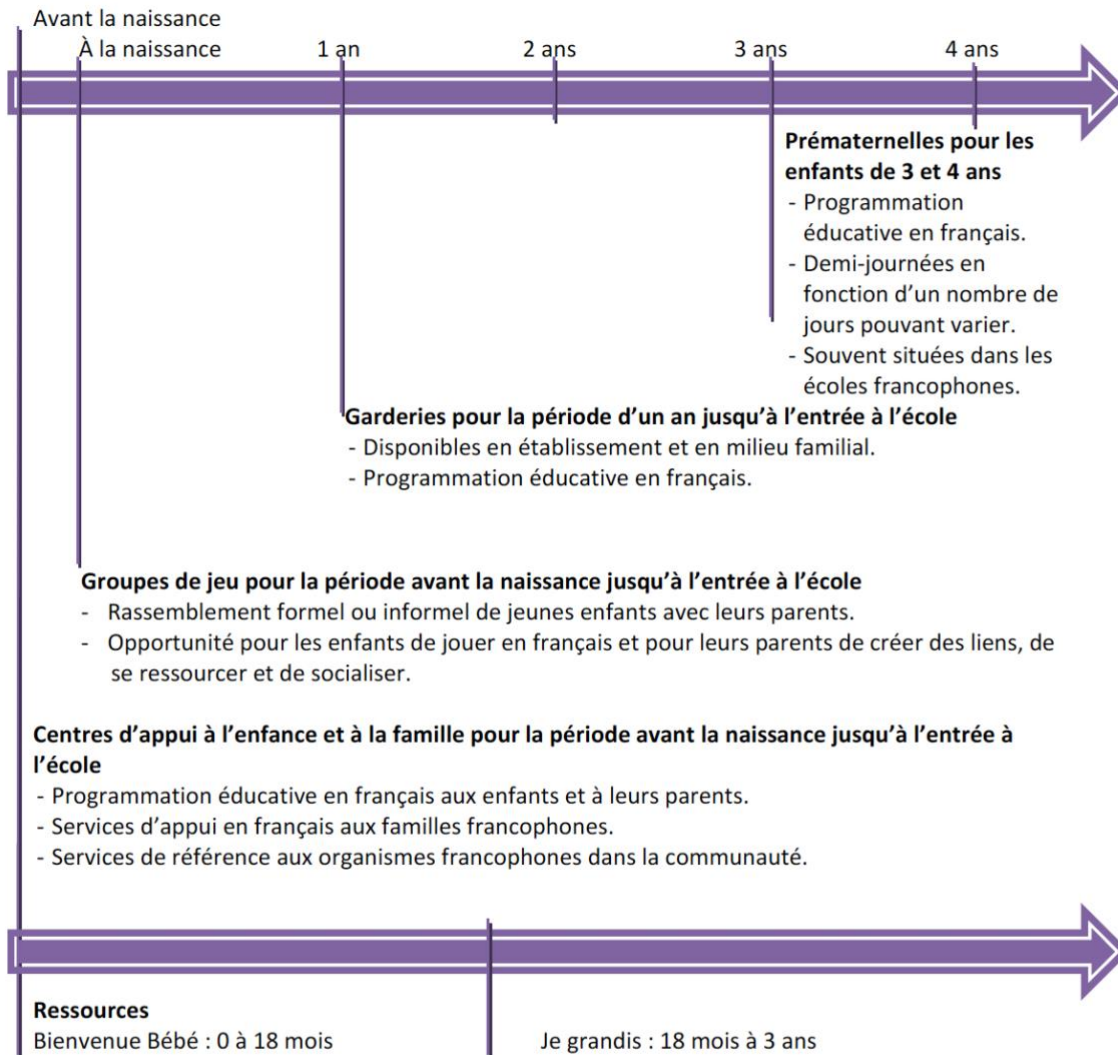 Avant la naissance
À la naissance 1 an 2 ans 3 ans 4 ans
Prématernelles pour les
enfants de 3 et 4 ans
- Programmation
éducative en français.
- Demi-journées en
fonction d’un nombre de
jours pouvant varier.
- Souvent situées dans les
écoles francophones.
Garderies pour la période d’un an jusqu’à l’entrée à l’école
- Disponibles en établissement et en milieu familial.
- Programmation éducative en français.
Groupes de jeu pour la période avant la naissance jusqu’à l’entrée à l’école
- Rassemblement formel ou informel de jeunes enfants avec leurs parents.
- Opportunité pour les enfants de jouer en français et pour leurs parents de créer des liens, de
se ressourcer et de socialiser.
Centres d’appui à l’enfance et à la famille pour la période avant la naissance jusqu’à l’entrée à
l’école
- Programmation éducative en français aux enfants et à leurs parents.
- Services d’appui en français aux familles francophones.
- Services de référence aux organismes francophones dans la communauté.
Ressources
Bienvenue Bébé : 0 à 18 mois Je grandis : 18 mois à 3 ans